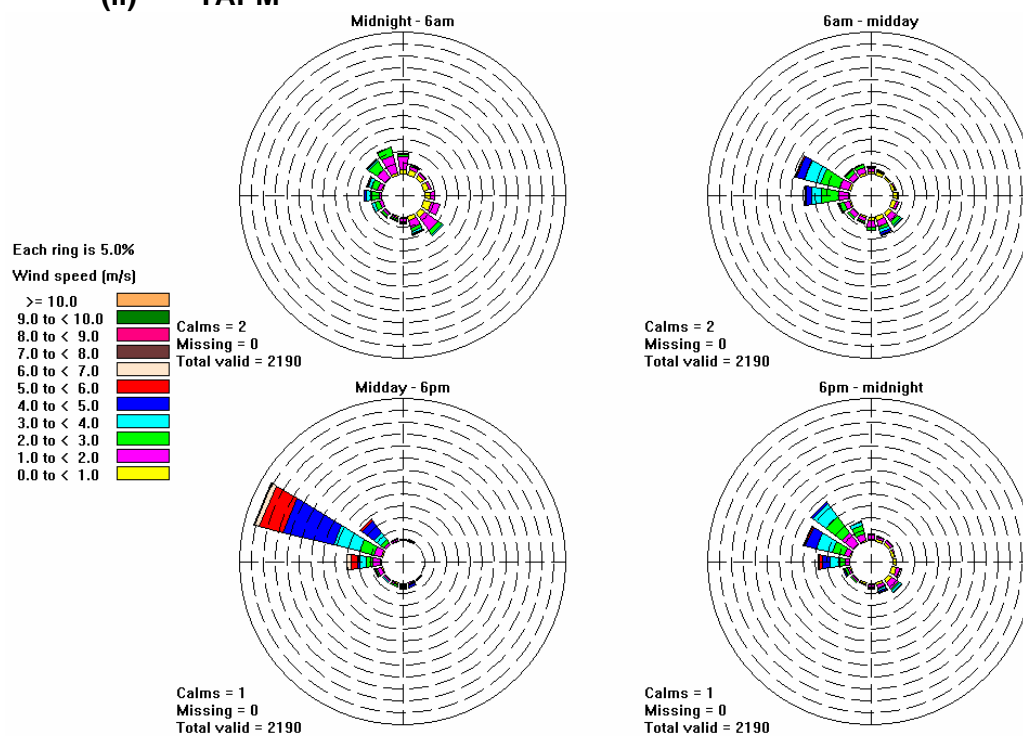 (ii) TAPM
Midnight - 6am
6am - midday
Each ring is 5.0%
Wind speed (m/s)
>= 10.0
9.0 to < 10.0
8.0 to < 9.0
7.0 to < 8.0
6.0 to < 7.0
5.0 to < 6.0
4.0 to < 5.0
3.0 to < 4.0
2.0 to < 3.0
1.0 to < 2.0
0.0 to < 1.0
Calms = 2
Missing = 0
Total valid = 2190
Calms = 2
Missing = 0
Total valid = 2190
Midday - 6pm
6pm - midnight
Calms = 1
Missing = 0
Total valid = 2190
Calms = 1
Missing = 0
Total valid = 2190